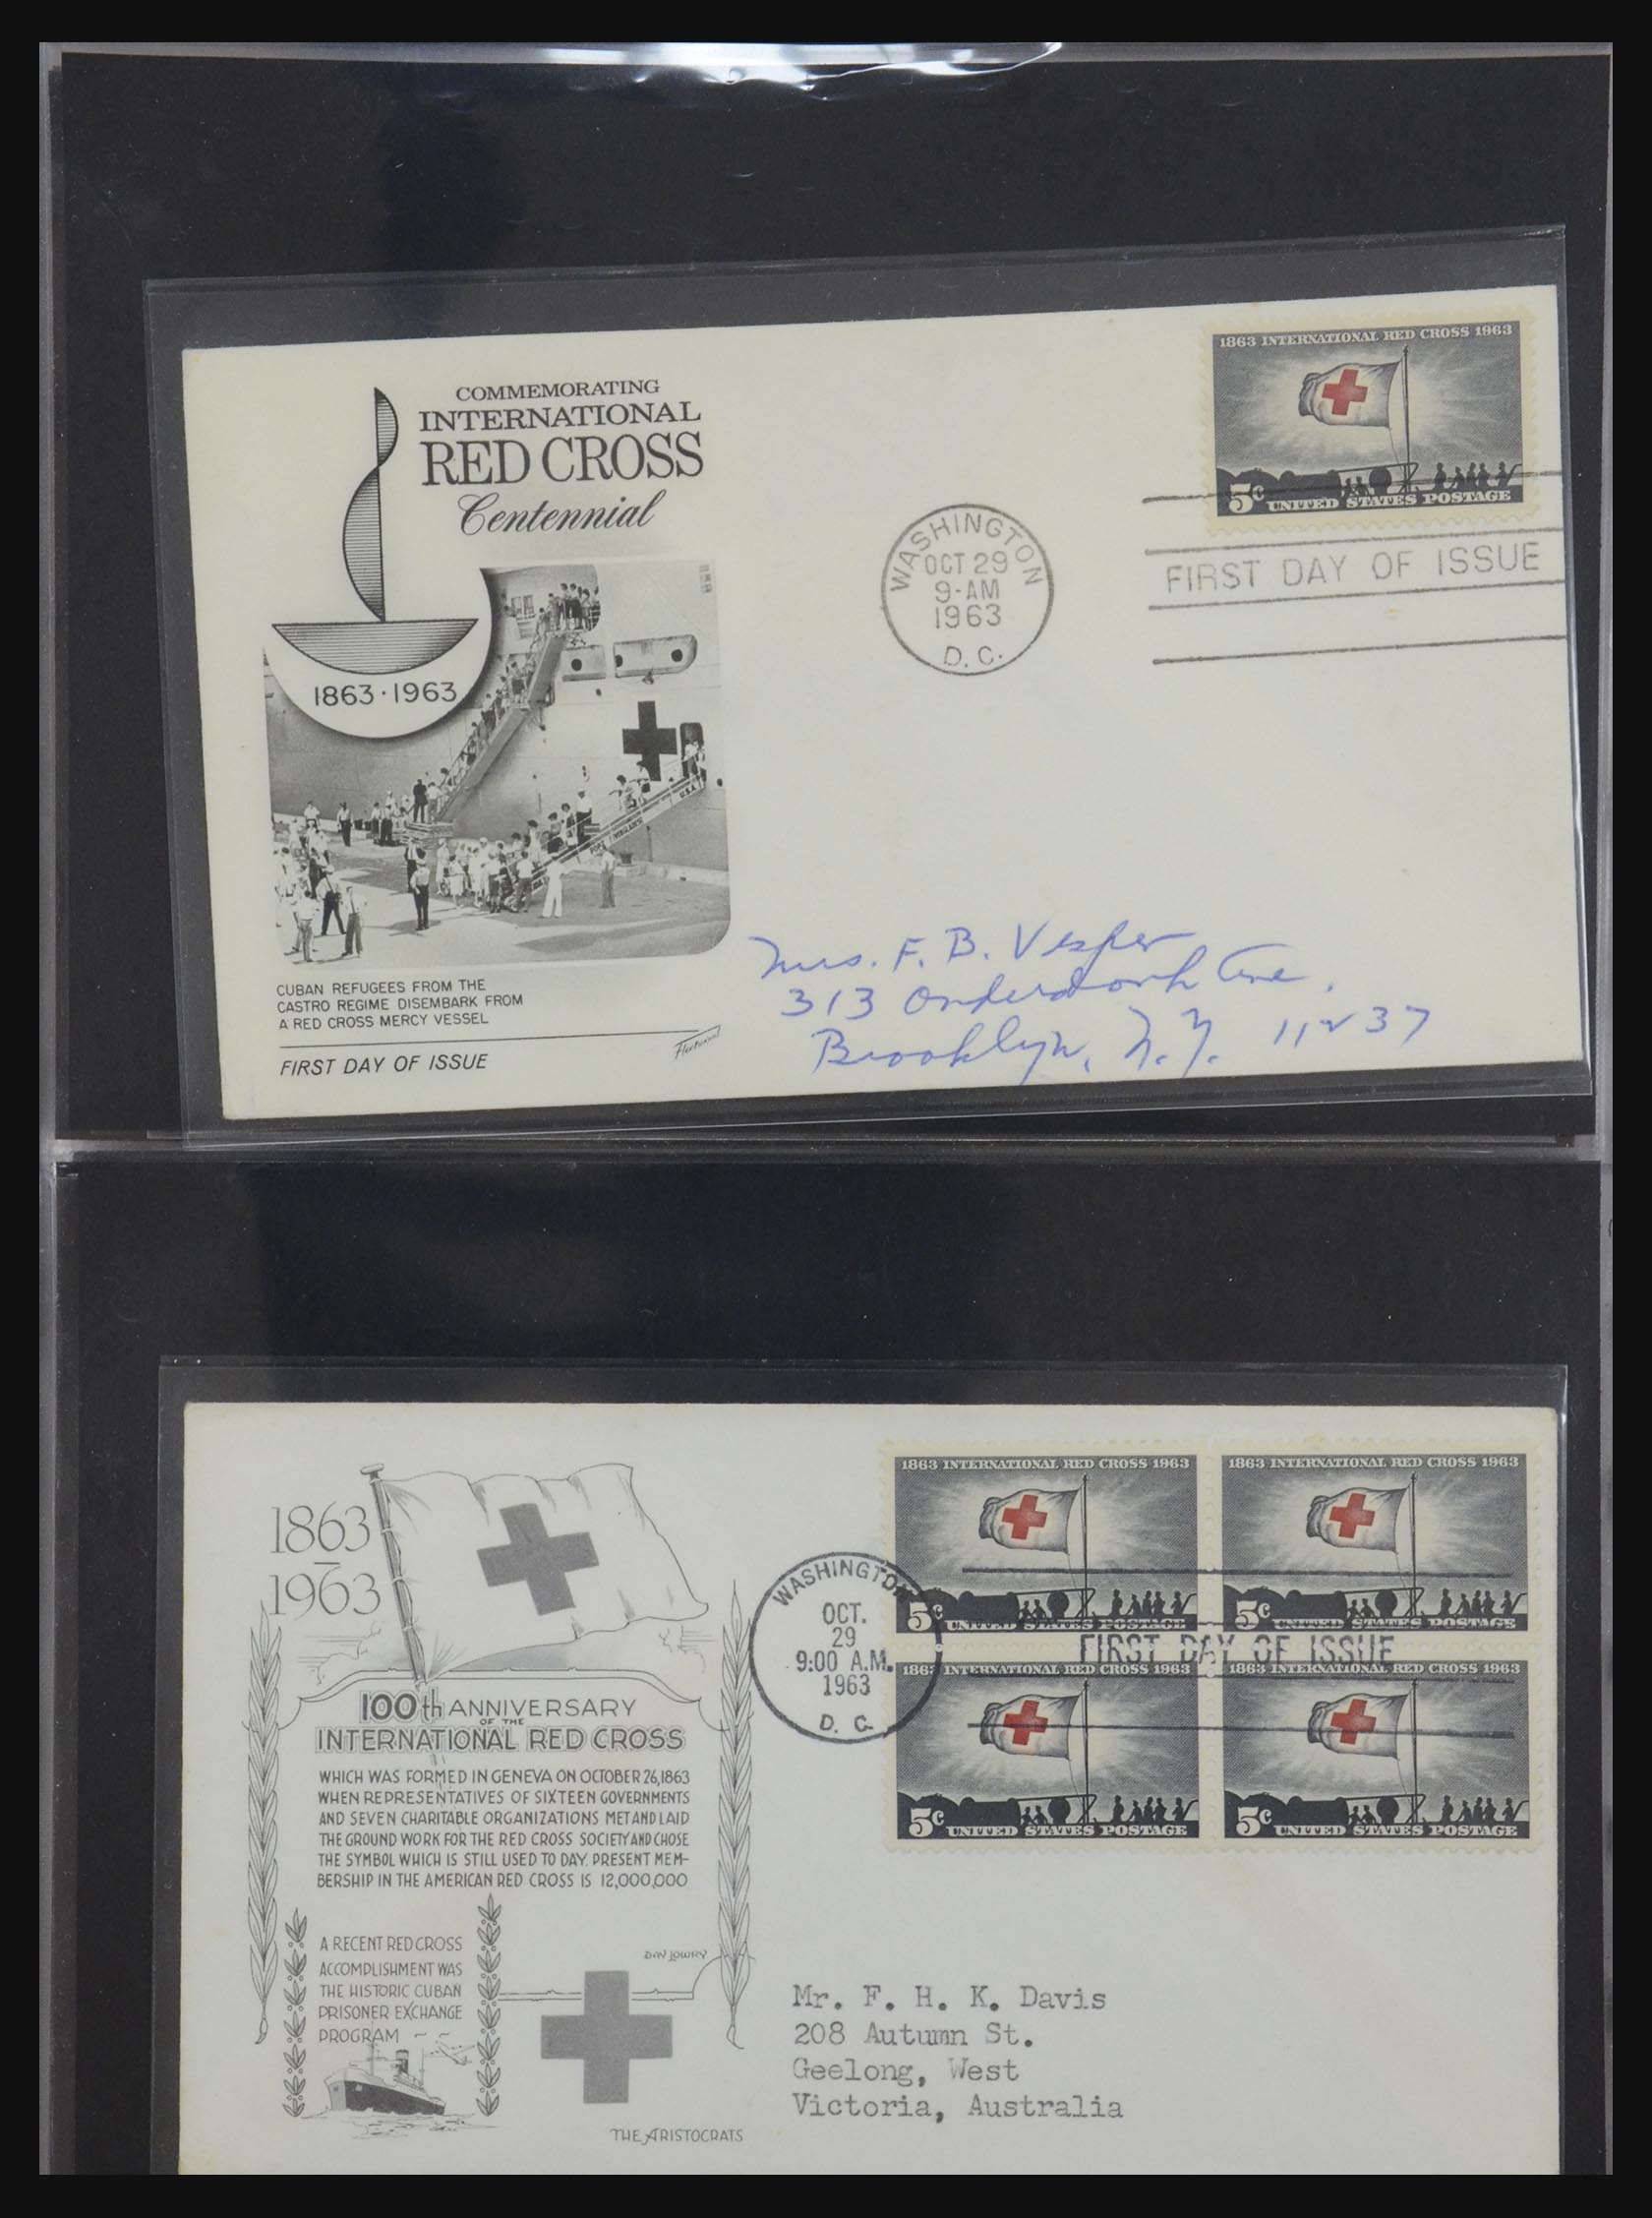 COMMEMORATING
INTERNATIONAL
RED CROSS
Centennial
1863 · 1963
CUBAN REFUGEES FROM THE
CASTRO REGIME DISEMBARK FROM
A RED CROSS MERCY VESSEL
FIRST DAY OF ISSUE
Fleetwood
WASHINGTON
OCT 29
9-AM
1963
D. C.
1863 INTERNATIONAL RED CROSS 1963
5c UNITED STATES POSTAGE
FIRST DAY OF ISSUE
Mrs. F. B. Vesper
313 Onderdonk Ave.
Brooklyn, N.Y. 11237
1863
–
1963
100th ANNIVERSARY
OF THE
INTERNATIONAL RED CROSS
WHICH WAS FORMED IN GENEVA ON OCTOBER 26, 1863
WHEN REPRESENTATIVES OF SIXTEEN GOVERNMENTS
AND SEVEN CHARITABLE ORGANIZATIONS MET AND LAID
THE GROUND WORK FOR THE RED CROSS SOCIETY AND CHOSE
THE SYMBOL WHICH IS STILL USED TO DAY. PRESENT MEM-
BERSHIP IN THE AMERICAN RED CROSS IS 12,000,000
A RECENT RED CROSS
ACCOMPLISHMENT WAS
THE HISTORIC CUBAN
PRISONER EXCHANGE
PROGRAM
DAY LOWRY
THE ARISTOCRATS
WASHINGTON
OCT.
29
9:00 A.M.
1963
D. C.
1863 INTERNATIONAL RED CROSS 1963
5c UNITED STATES POSTAGE
1863 INTERNATIONAL RED CROSS 1963
5c UNITED STATES POSTAGE
FIRST DAY OF ISSUE
1863 INTERNATIONAL RED CROSS 1963
5c UNITED STATES POSTAGE
1863 INTERNATIONAL RED CROSS 1963
5c UNITED STATES POSTAGE
Mr. F. H. K. Davis
208 Autumn St.
Geelong, West
Victoria, Australia